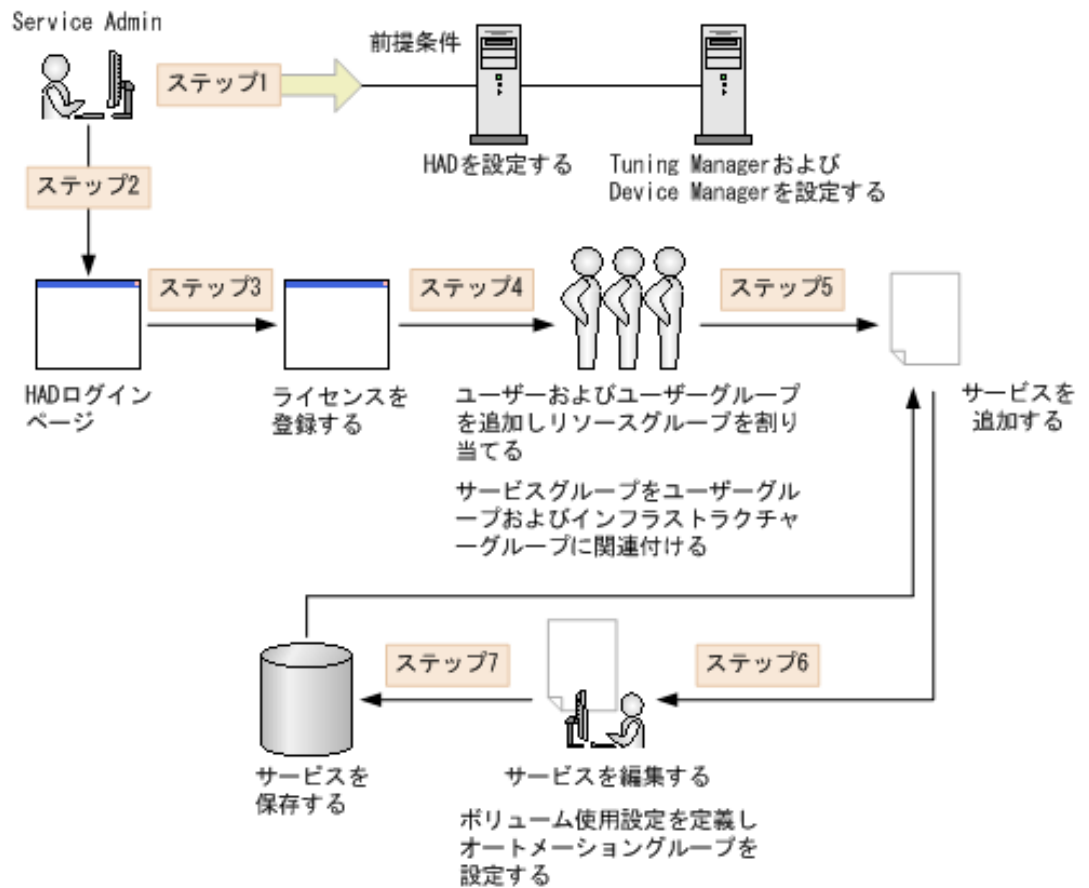 Service Admin
ステップ1
前提条件
HADを設定する
Tuning Managerおよび
Device Managerを設定する
ステップ2
ステップ3
ステップ4
ステップ5
HADログイン
ページ
ライセンスを
登録する
ユーザーおよびユーザーグループ
を追加しリソースグループを割り
当てる
サービスグループをユーザーグル
ープおよびインフラストラクチャ
ーグループに関連付ける
サービスを
追加する
ステップ6
ステップ7
サービスを編集する
ボリューム使用設定を定義し
オートメーショングループを
設定する
サービスを
保存する